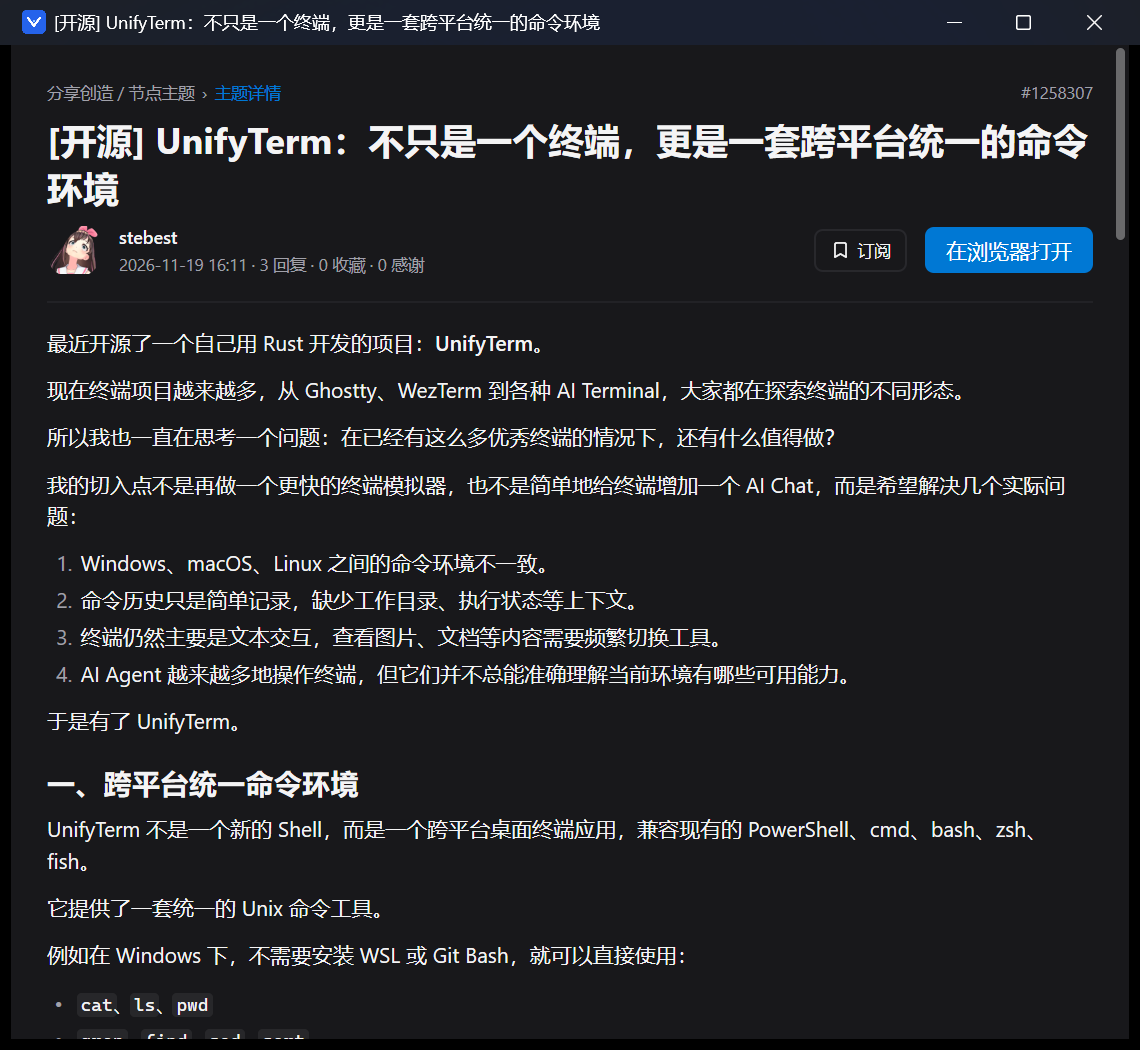 [开源] UnifyTerm：不只是一个终端，更是一套跨平台统一的命令环境
分享创造 / 节点主题 › 主题详情
#1258307
[开源] UnifyTerm：不只是一个终端，更是一套跨平台统一的命令
环境
stebest
2026-11-19 16:11 · 3 回复 · 0 收藏 · 0 感谢
订阅
在浏览器打开
最近开源了一个自己用 Rust 开发的项目：UnifyTerm。
现在终端项目越来越多，从 Ghostty、WezTerm 到各种 AI Terminal，大家都在探索终端的不同形态。
所以我也一直在思考一个问题：在已经有这么多优秀终端的情况下，还有什么值得做？
我的切入点不是再做一个更快的终端模拟器，也不是简单地给终端增加一个 AI Chat，而是希望解决几个实际问
题：
1. Windows、macOS、Linux 之间的命令环境不一致。
2. 命令历史只是简单记录，缺少工作目录、执行状态等上下文。
3. 终端仍然主要是文本交互，查看图片、文档等内容需要频繁切换工具。
4. AI Agent 越来越多地操作终端，但它们并不总能准确理解当前环境有哪些可用能力。
于是有了 UnifyTerm。
一、跨平台统一命令环境
UnifyTerm 不是一个新的 Shell，而是一个跨平台桌面终端应用，兼容现有的 PowerShell、cmd、bash、zsh、
fish。
它提供了一套统一的 Unix 命令工具。
例如在 Windows 下，不需要安装 WSL 或 Git Bash，就可以直接使用：
• cat、ls、pwd
• grep、find、sed、sort